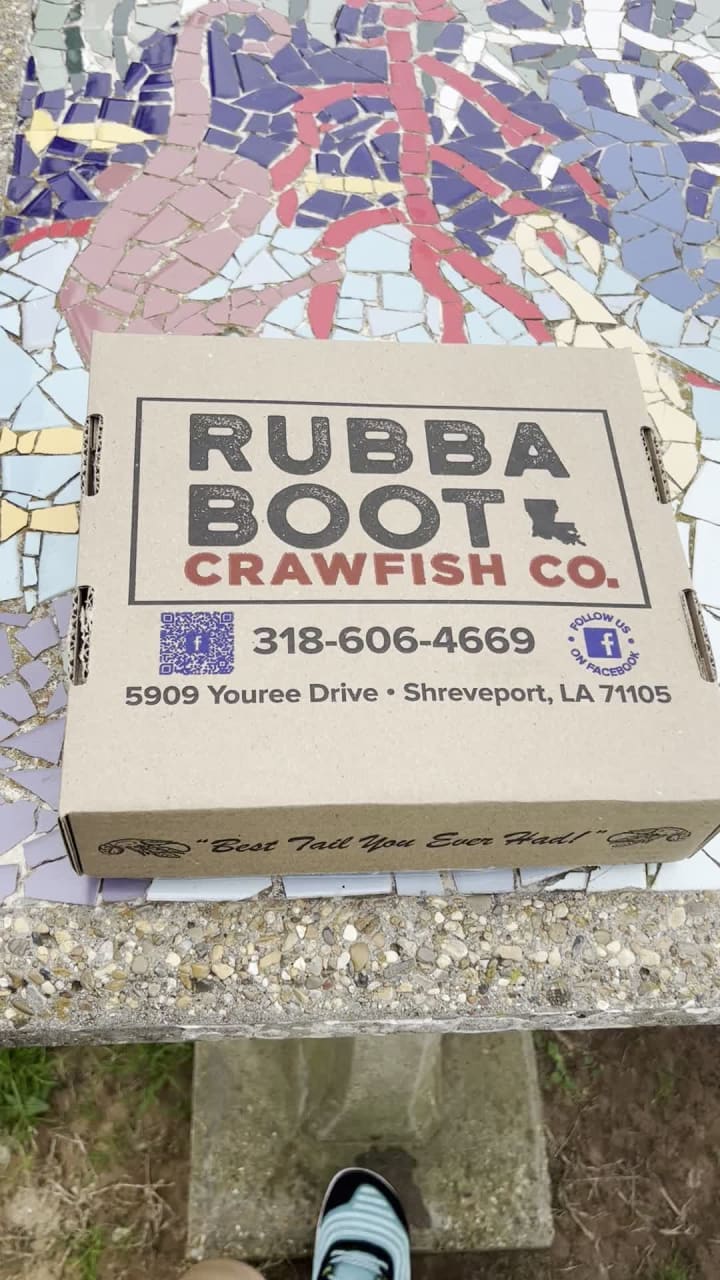 RUBBA
BOOT
CRAWFISH CO.
318-606-4669
FOLLOW US
ON FACEBOOK
5909 Youree Drive • Shreveport, LA 71105
"Best Tail You Ever Had!"